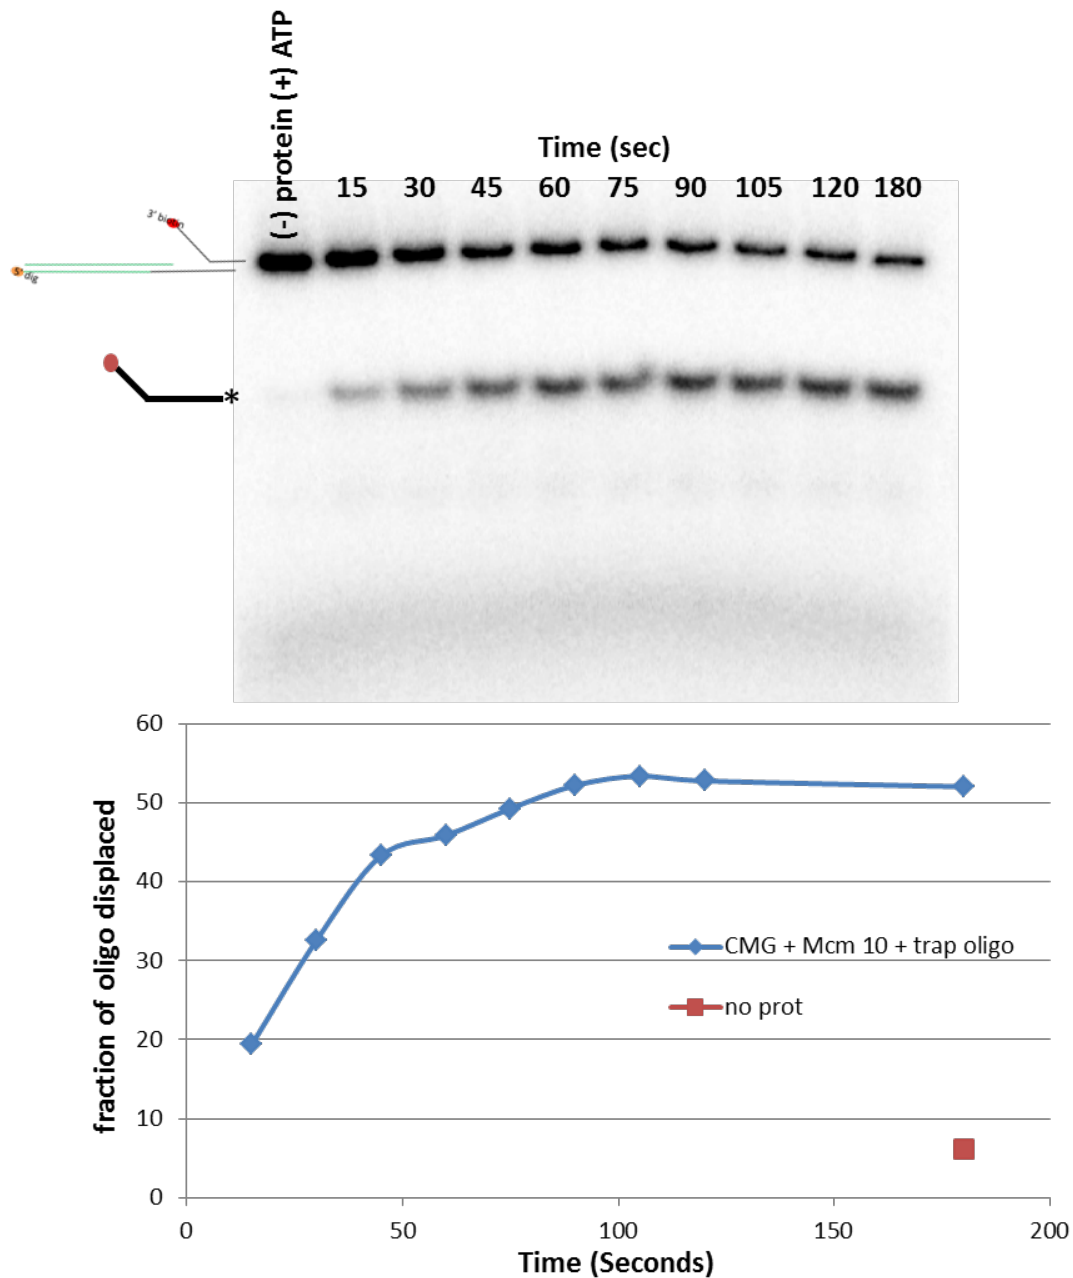 (-) protein (+) ATP
Time (sec)
15 30 45 60 75 90 105 120 180
3' biotin
5' dig
*
60
50
40
30
20
10
0
fraction of oligo displaced
CMG + Mcm 10 + trap oligo
no prot
0 50 100 150 200
Time (Seconds)